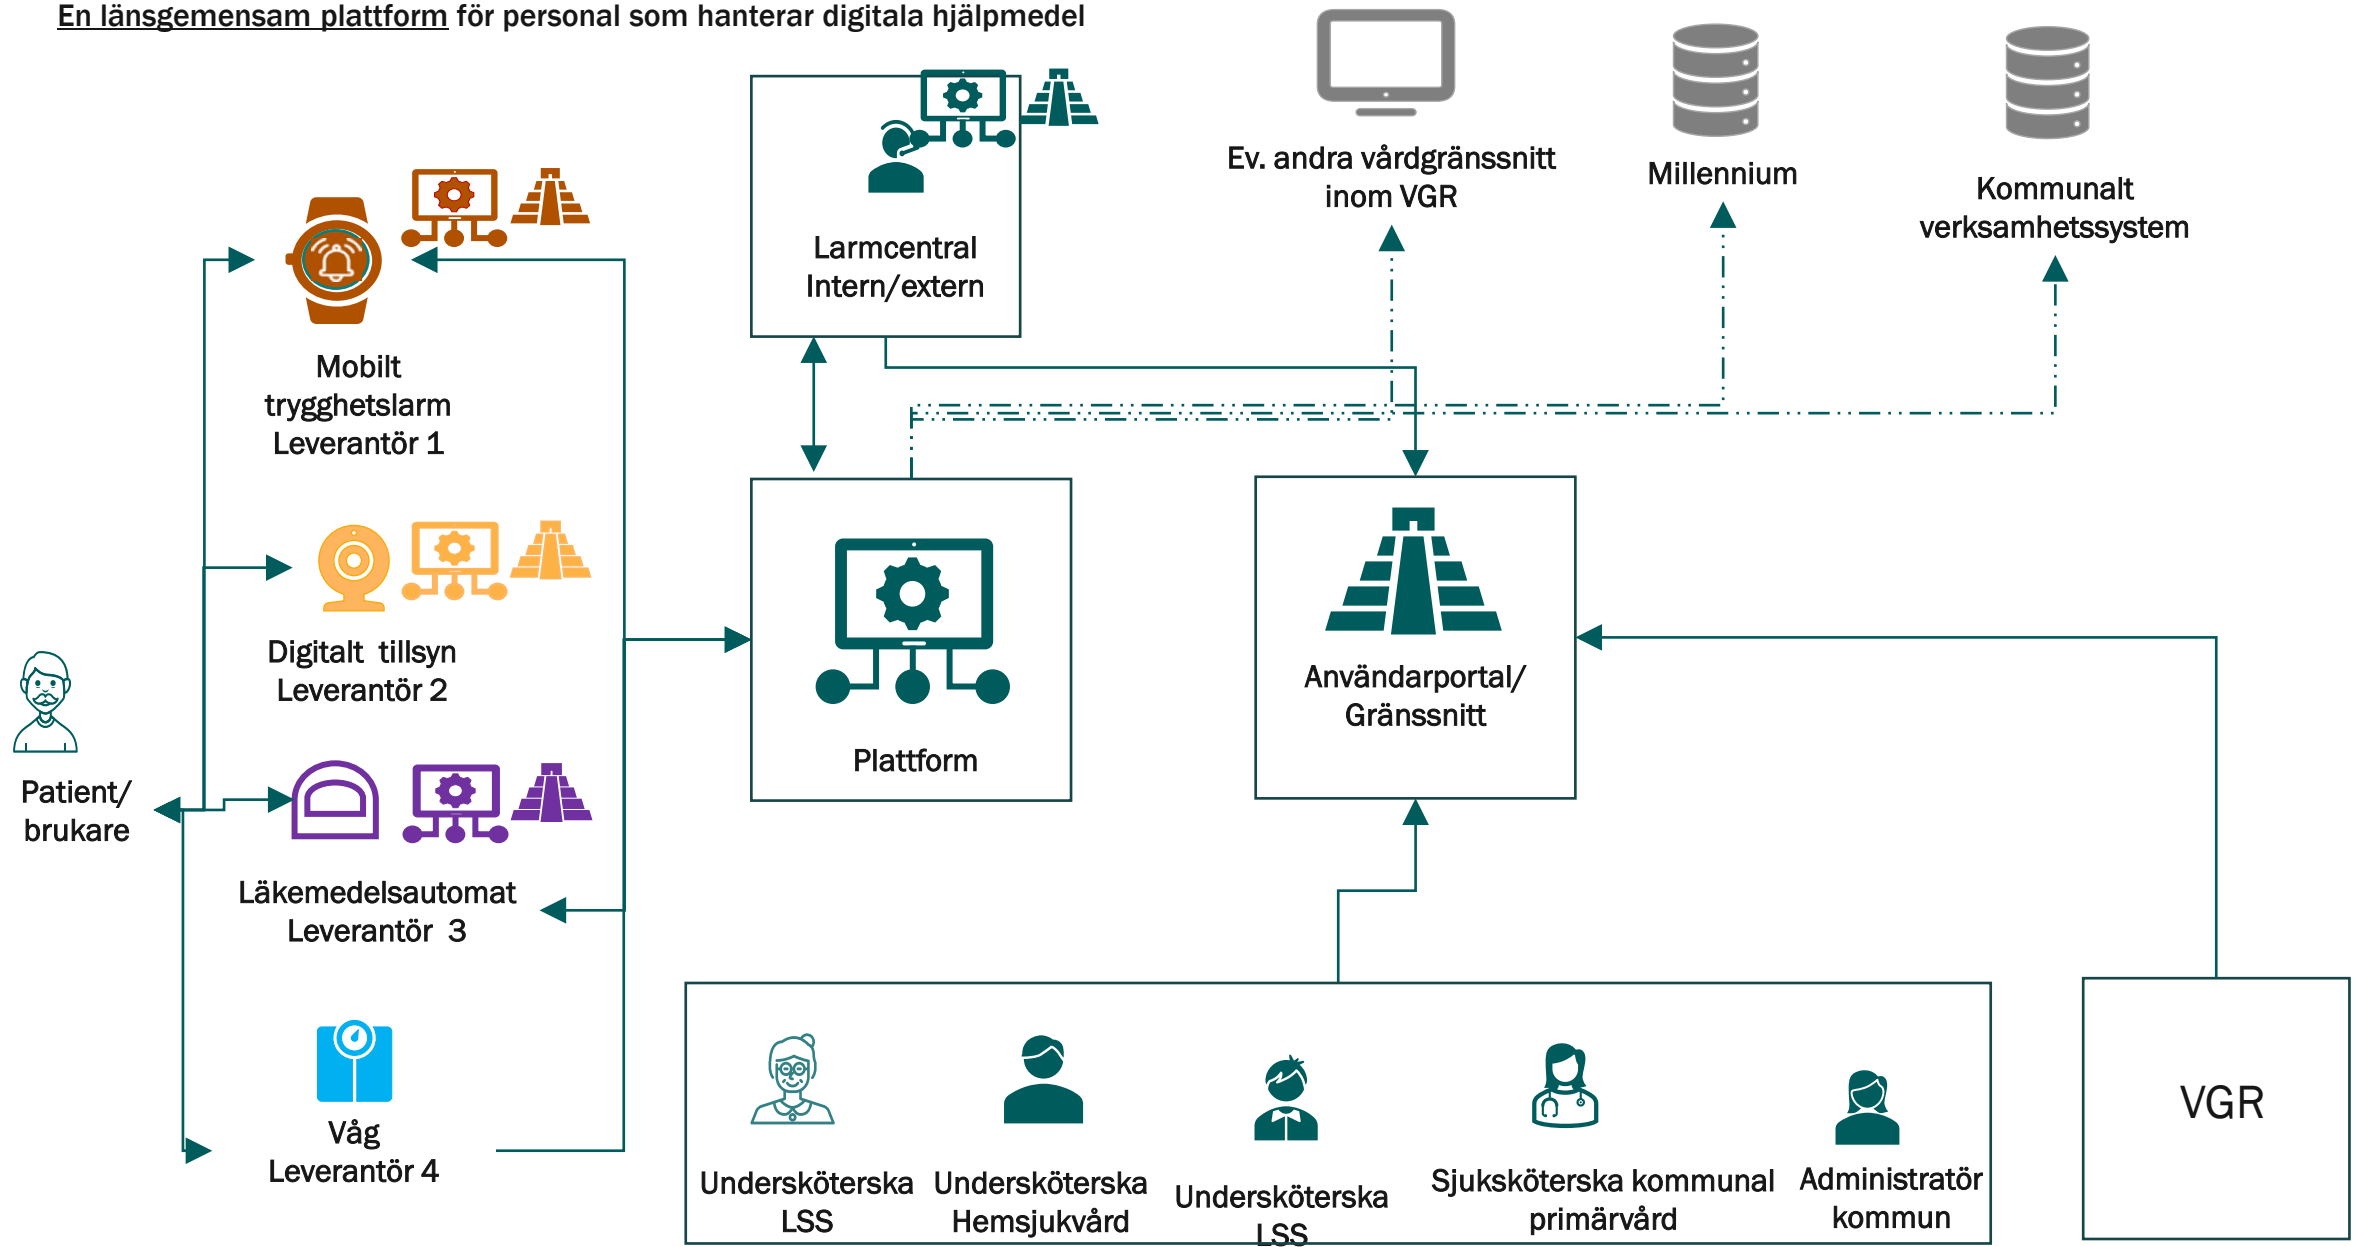 En länsgemensam plattform för personal som hanterar digitala hjälpmedel
Larmcentral
Intern/extern
Ev. andra vårdgränssnitt
inom VGR
Millennium
Kommunalt
verksamhetssystem
Mobilt
trygghetslarm
Leverantör 1
Digitalt  tillsyn
Leverantör 2
Patient/
brukare
Läkemedelsautomat
Leverantör  3
Våg
Leverantör 4
Plattform
Användarportal/
Gränssnitt
Undersköterska
LSS
Undersköterska
Hemsjukvård
Undersköterska
LSS
Sjuksköterska kommunal
primärvård
Administratör
kommun
VGR